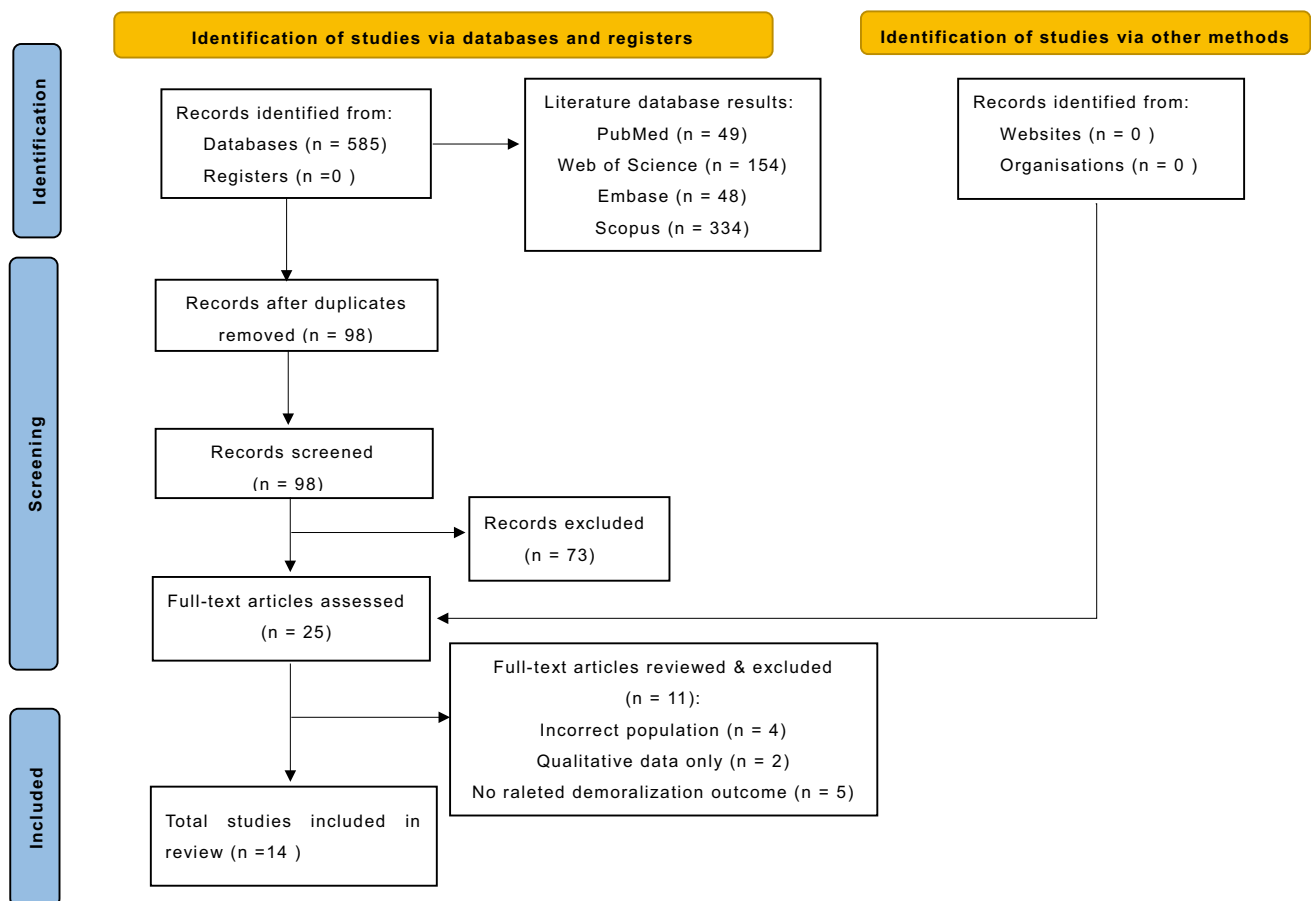 Identification of studies via databases and registers
Identification of studies via other methods
Identification
Records identified from:
Databases (n = 585)
Registers (n =0 )
Literature database results:
PubMed (n = 49)
Web of Science (n = 154)
Embase (n = 48)
Scopus (n = 334)
Records identified from:
Websites (n = 0 )
Organisations (n = 0 )
Screening
Records after duplicates
removed (n = 98)
Records screened
(n = 98)
Records excluded
(n = 73)
Full-text articles assessed
(n = 25)
Full-text articles reviewed & excluded
(n = 11):
Incorrect population (n = 4)
Qualitative data only (n = 2)
No raleted demoralization outcome (n = 5)
Included
Total studies included in
review (n =14 )